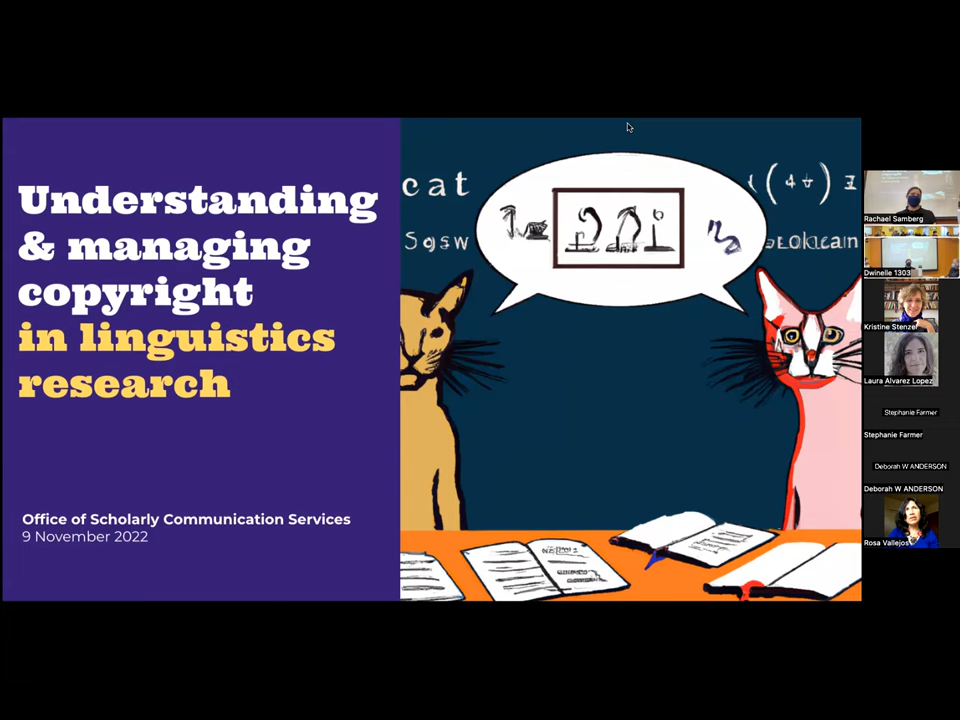 Understanding
& managing
copyright
in linguistics
research
Office of Scholarly Communication Services
9 November 2022
cat
Rachael Samberg
Dwinelle 1303
Kristine Stenzel
Laura Alvarez Lopez
Stephanie Farmer
Stephanie Farmer
Deborah W ANDERSON
Deborah W ANDERSON
Rosa Vallejos